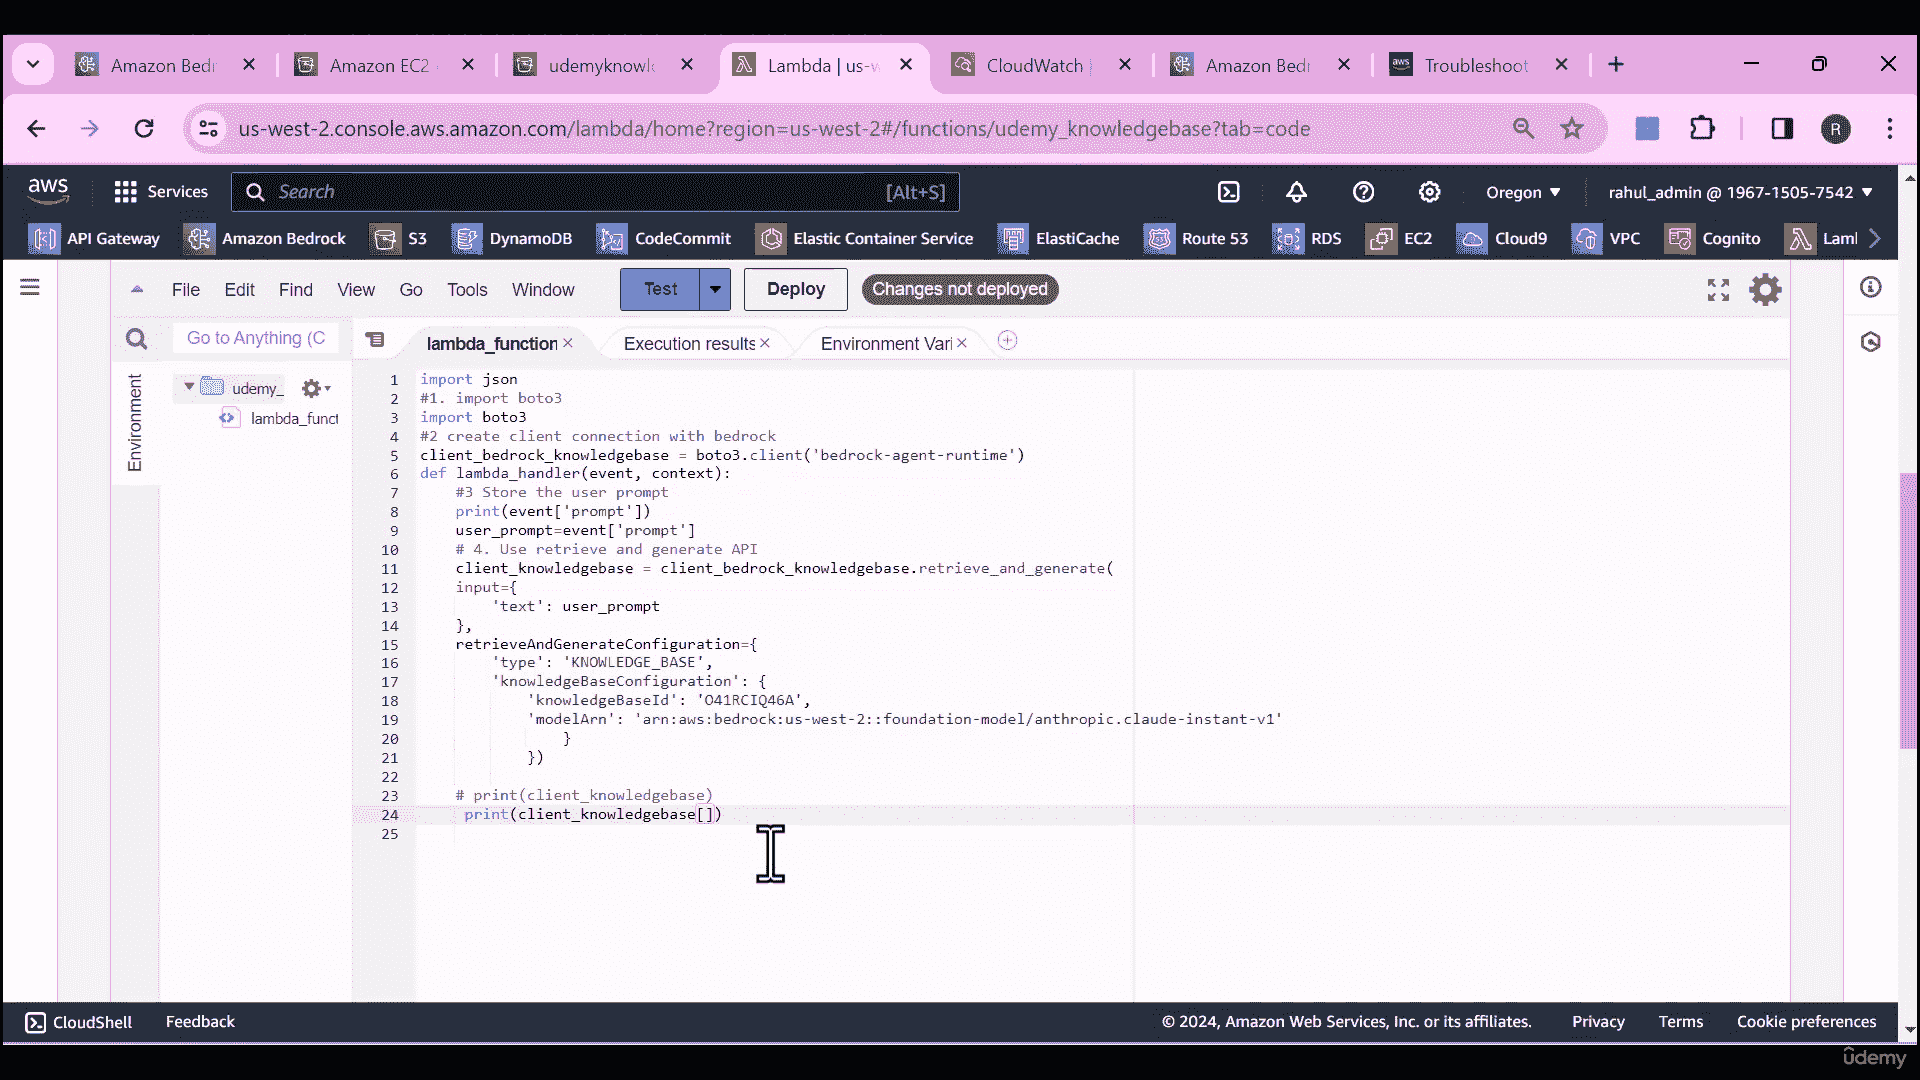 Amazon Bedr
Amazon EC2
udemyknowl
Lambda | us-w
CloudWatch
Amazon Bedr
aws
Troubleshoot
us-west-2.console.aws.amazon.com/lambda/home?region=us-west-2#/functions/udemy_knowledgebase?tab=code
R
aws
Services
Search
[Alt+S]
Oregon
rahul_admin @ 1967-1505-7542
API Gateway
Amazon Bedrock
S3
DynamoDB
CodeCommit
Elastic Container Service
ElastiCache
Route 53
RDS
EC2
Cloud9
VPC
Cognito
Laml
File Edit Find View Go Tools Window
Test
Deploy
Changes not deployed
Go to Anything (C
lambda_function
Execution results
Environment Vari
Environment
udemy_
lambda_funct
1 import json
2 #1. import boto3
3 import boto3
4 #2 create client connection with bedrock
5 client_bedrock_knowledgebase = boto3.client('bedrock-agent-runtime')
6 def lambda_handler(event, context):
7 #3 Store the user prompt
8 print(event['prompt'])
9 user_prompt=event['prompt']
10 # 4. Use retrieve and generate API
11 client_knowledgebase = client_bedrock_knowledgebase.retrieve_and_generate(
12 input={
13 'text': user_prompt
14 },
15 retrieveAndGenerateConfiguration={
16 'type': 'KNOWLEDGE_BASE',
17 'knowledgeBaseConfiguration': {
18 'knowledgeBaseId': 'O41RCIQ46A',
19 'modelArn': 'arn:aws:bedrock:us-west-2::foundation-model/anthropic.claude-instant-v1'
20 }
21 })
22
23 # print(client_knowledgebase)
24 print(client_knowledgebase[])
25
CloudShell
Feedback
© 2024, Amazon Web Services, Inc. or its affiliates.
Privacy
Terms
Cookie preferences
ûdemy